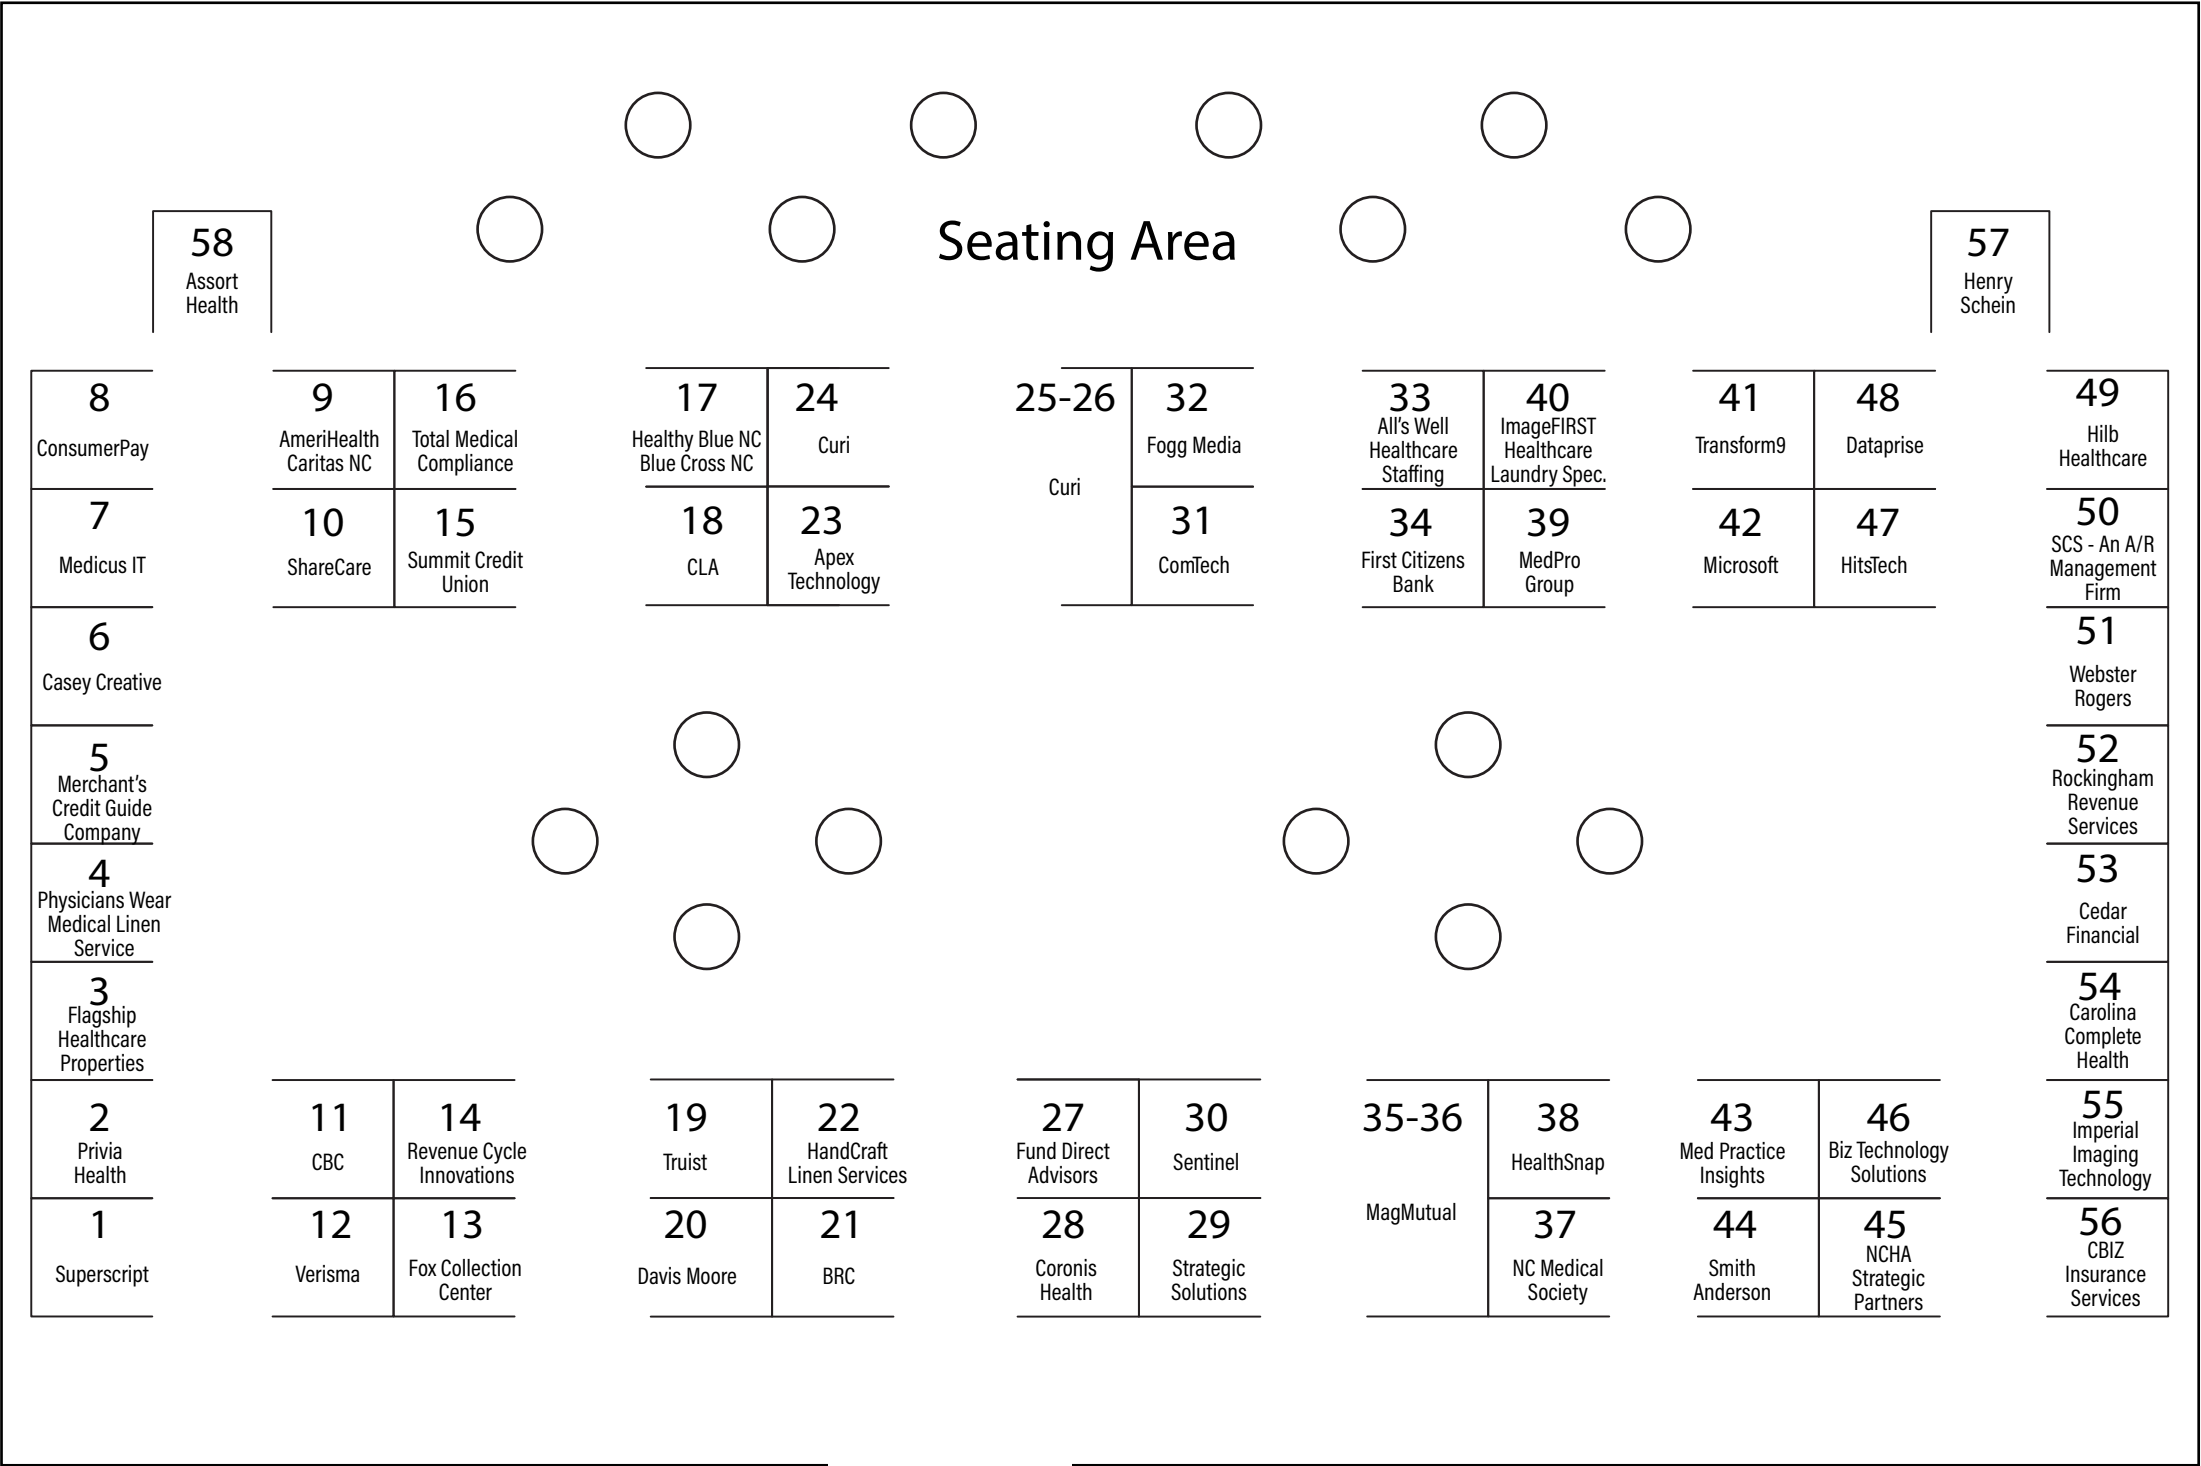 Seating Area
58
Assort
Health
57
Henry
Schein
8
ConsumerPay
7
Medicus IT
6
Casey Creative
5
Merchant's
Credit Guide
Company
4
Physicians Wear
Medical Linen
Service
3
Flagship
Healthcare
Properties
2
Privia
Health
1
Superscript
9
AmeriHealth
Caritas NC
16
Total Medical
Compliance
10
ShareCare
15
Summit Credit
Union
17
Healthy Blue NC
Blue Cross NC
24
Curi
18
CLA
23
Apex
Technology
25-26
Curi
32
Fogg Media
31
ComTech
33
All's Well
Healthcare
Staffing
40
ImageFIRST
Healthcare
Laundry Spec.
34
First Citizens
Bank
39
MedPro
Group
41
Transform9
48
Dataprise
42
Microsoft
47
HitsTech
49
Hilb
Healthcare
50
SCS - An A/R
Management
Firm
51
Webster
Rogers
52
Rockingham
Revenue
Services
53
Cedar
Financial
54
Carolina
Complete
Health
55
Imperial
Imaging
Technology
56
CBIZ
Insurance
Services
11
CBC
14
Revenue Cycle
Innovations
12
Verisma
13
Fox Collection
Center
19
Truist
22
HandCraft
Linen Services
20
Davis Moore
21
BRC
27
Fund Direct
Advisors
30
Sentinel
28
Coronis
Health
29
Strategic
Solutions
35-36
MagMutual
38
HealthSnap
37
NC Medical
Society
43
Med Practice
Insights
46
Biz Technology
Solutions
44
Smith
Anderson
45
NCHA
Strategic
Partners